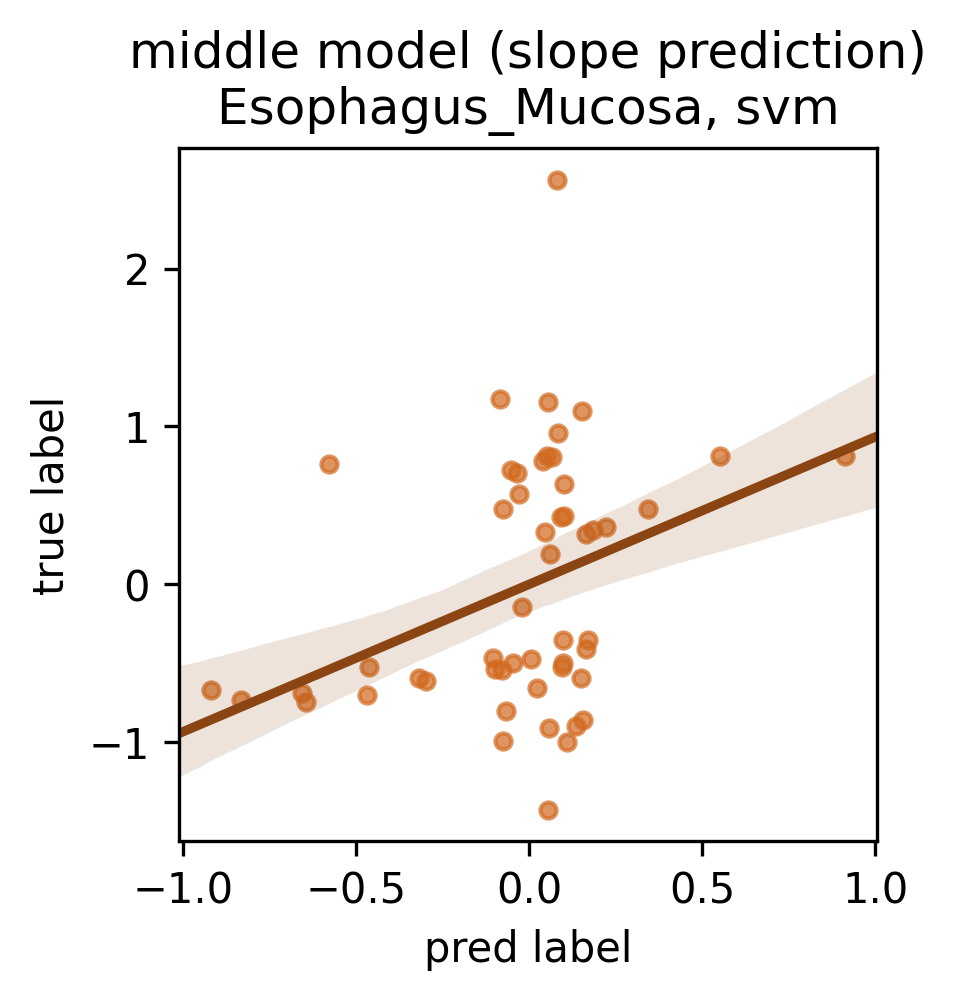 middle model (slope prediction)
Esophagus_Mucosa, svm
2
1
0
−1
true label
−1.0
−0.5
0.0
0.5
1.0
pred label